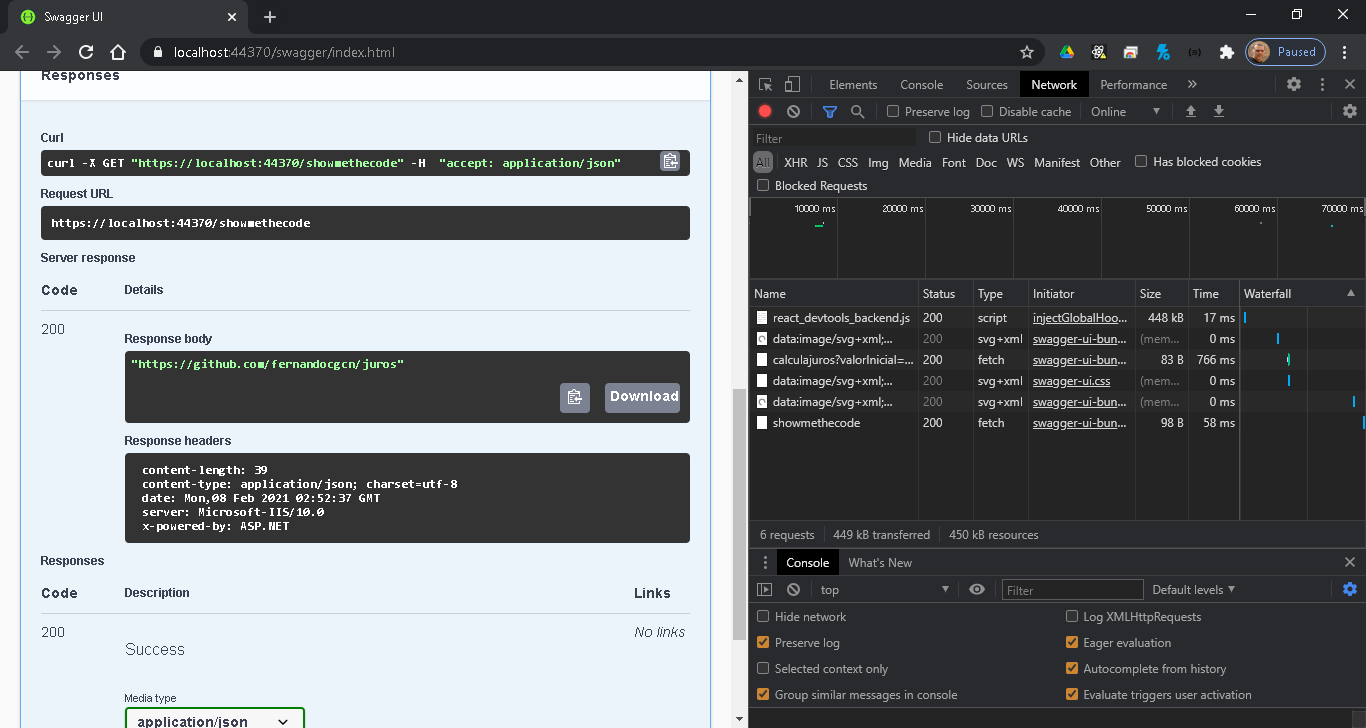 Swagger UI
localhost:44370/swagger/index.html
Paused
Responses
Curl
curl -X GET "https://localhost:44370/showmethecode" -H  "accept: application/json"
Request URL
https://localhost:44370/showmethecode
Server response
Code Details
200
Response body
"https://github.com/fernandocgcn/juros"
Download
Response headers
content-length: 39
content-type: application/json; charset=utf-8
date: Mon,08 Feb 2021 02:52:37 GMT
server: Microsoft-IIS/10.0
x-powered-by: ASP.NET
Responses
Code Description Links
200 No links
Success
Media type
application/json
Elements Console Sources Network Performance »
Preserve log Disable cache Online
Filter Hide data URLs
All XHR JS CSS Img Media Font Doc WS Manifest Other Has blocked cookies
Blocked Requests
10000 ms 20000 ms 30000 ms 40000 ms 50000 ms 60000 ms 70000 ms
Name Status Type Initiator Size Time Waterfall
react_devtools_backend.js 200 script injectGlobalHoo... 448 kB 17 ms
data:image/svg+xml;... 200 svg+xml swagger-ui-bun... (mem... 0 ms
calculajuros?valorInicial=... 200 fetch swagger-ui-bun... 83 B 766 ms
data:image/svg+xml;... 200 svg+xml swagger-ui.css (mem... 0 ms
data:image/svg+xml;... 200 svg+xml swagger-ui-bun... (mem... 0 ms
showmethecode 200 fetch swagger-ui-bun... 98 B 58 ms
6 requests 449 kB transferred 450 kB resources
Console What's New
top Filter Default levels
Hide network Log XMLHttpRequests
Preserve log Eager evaluation
Selected context only Autocomplete from history
Group similar messages in console Evaluate triggers user activation